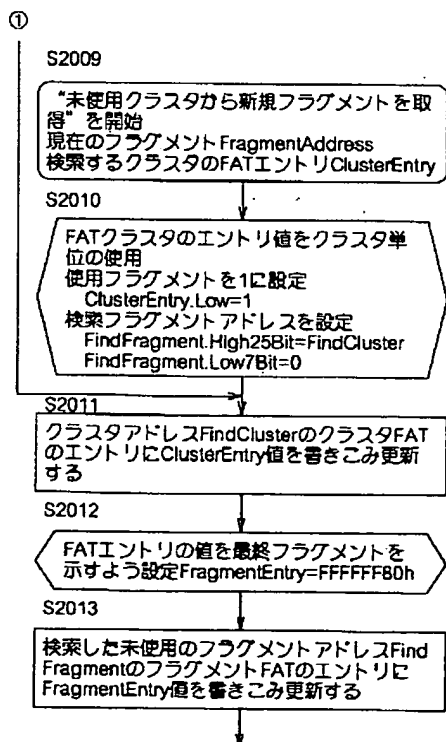 ①
S2009
“未使用クラスタから新規フラグメントを取
得”を開始
現在のフラグメントFragmentAddress
検索するクラスタのFATエントリClusterEntry
S2010
FATクラスタのエントリ値をクラスタ単
位の使用
使用フラグメントを1に設定
ClusterEntry.Low=1
検索フラグメントアドレスを設定
FindFragment.High25Bit=FindCluster
FindFragment.Low7Bit=0
S2011
クラスタアドレスFindClusterのクラスタFAT
のエントリにClusterEntry値を書きこみ更新
する
S2012
FATエントリの値を最終フラグメントを
示すよう設定FragmentEntry=FFFFFF80h
S2013
検索した未使用のフラグメントアドレスFind
FragmentのフラグメントFATのエントリに
FragmentEntry値を書きこみ更新する